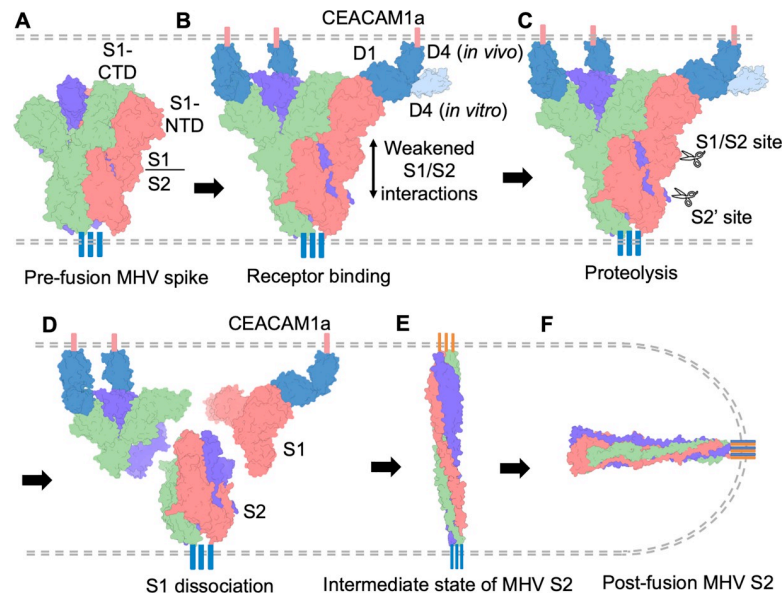 A
S1-
CTD
S1-
NTD
S1
S2
Pre-fusion MHV spike
B
CEACAM1a
D1
D4 (in vivo)
D4 (in vitro)
Weakened
S1/S2
interactions
Receptor binding
C
S1/S2 site
S2' site
Proteolysis
D
CEACAM1a
S1
S2
S1 dissociation
E
Intermediate state of MHV S2
F
Post-fusion MHV S2